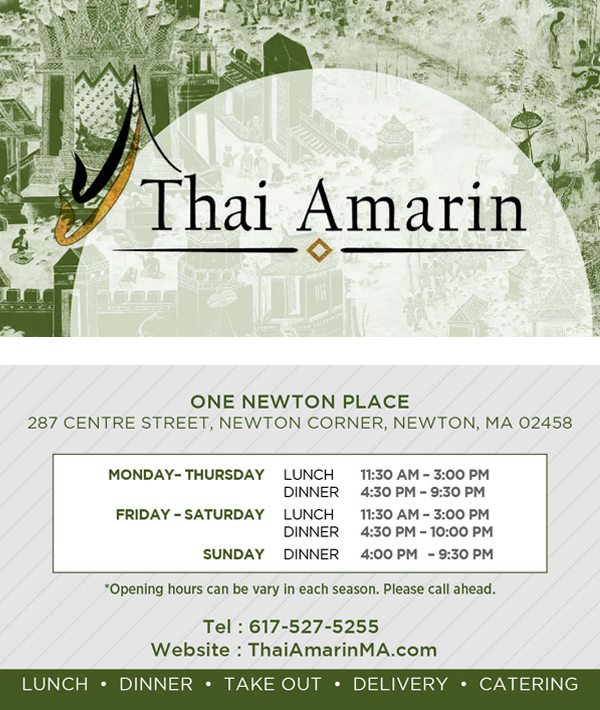 Thai Amarin
ONE NEWTON PLACE
287 CENTRE STREET, NEWTON CORNER, NEWTON, MA 02458
MONDAY– THURSDAY LUNCH 11:30 AM – 3:00 PM
DINNER 4:30 PM – 9:30 PM
FRIDAY – SATURDAY LUNCH 11:30 AM – 3:00 PM
DINNER 4:30 PM – 10:00 PM
SUNDAY DINNER 4:00 PM – 9:30 PM
*Opening hours can be vary in each season. Please call ahead.
Tel : 617-527-5255
Website : ThaiAmarinMA.com
LUNCH • DINNER • TAKE OUT • DELIVERY • CATERING